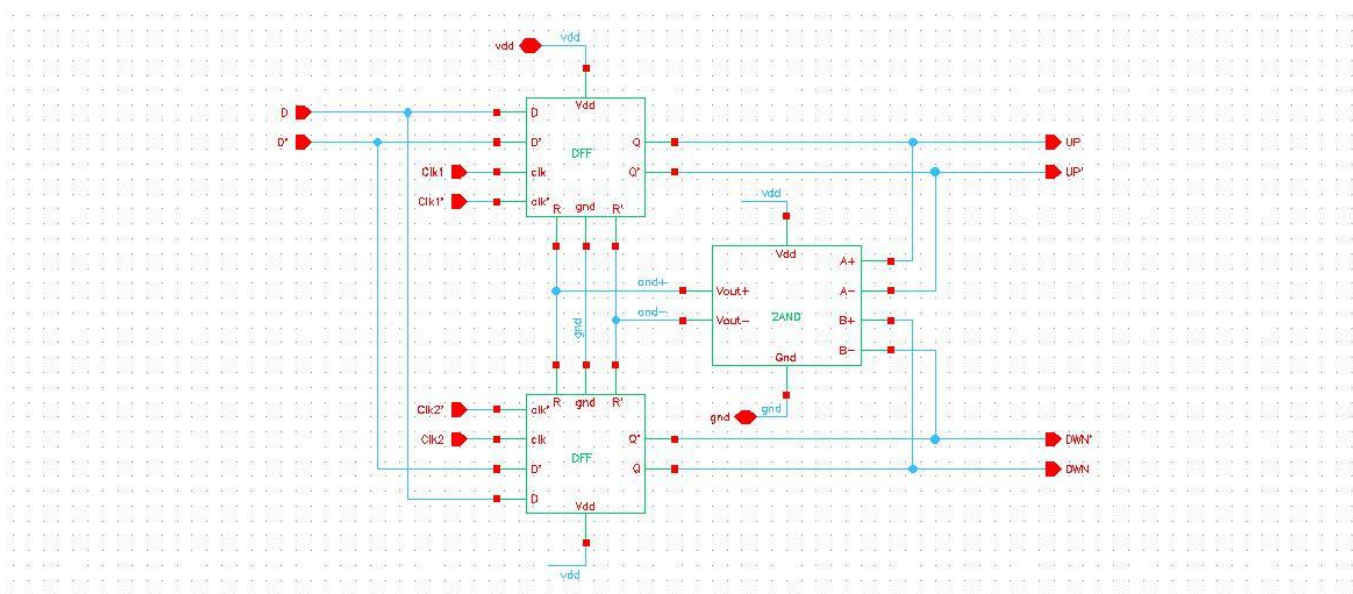 vdd
vdd
Vdd
D
D
D'
D'
Q
UP
DFF
Clk1
clk
Q'
UP'
Clk1'
clk'
R
gnd
R'
vdd
Vdd
A+
and+
Vout+
A-
and-
Vout-
2AND
B+
gnd
B-
Gnd
R
gnd
R'
Clk2'
clk'
gnd
gnd
Clk2
clk
Q'
DWN'
DFF
D'
Q
DWN
D
Vdd
vdd